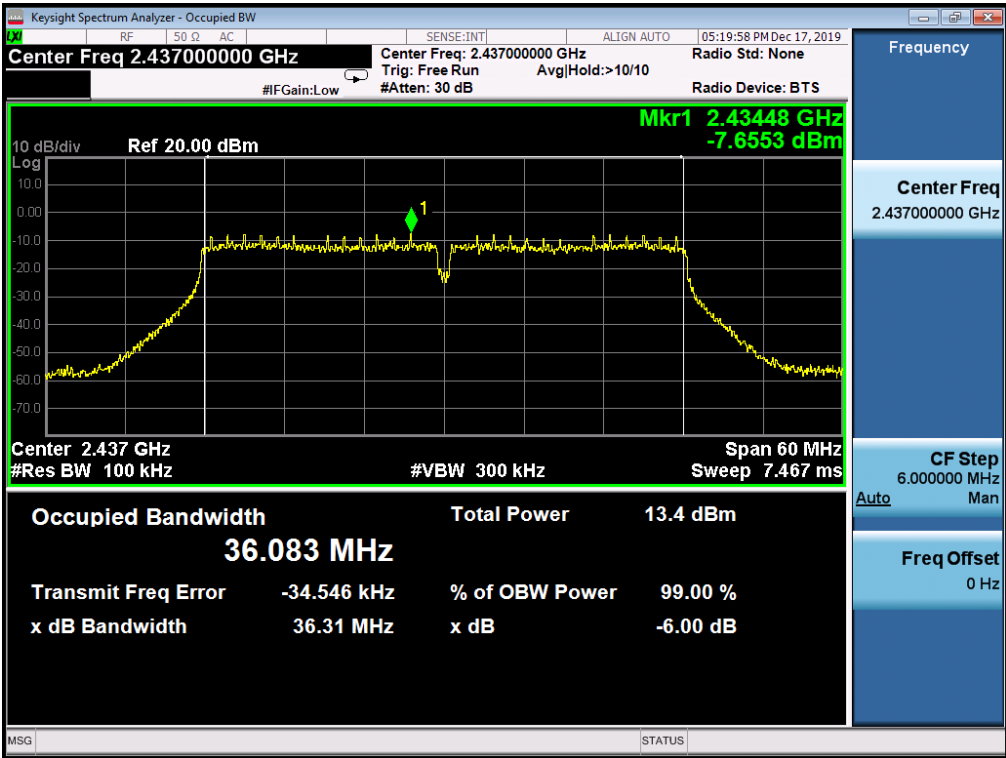 Keysight Spectrum Analyzer - Occupied BW
LXI RF 50 Ω AC SENSE:INT ALIGN AUTO 05:19:58 PM Dec 17, 2019
Center Freq 2.437000000 GHz
#IFGain:Low
Center Freq: 2.437000000 GHz
Trig: Free Run Avg|Hold:>10/10
#Atten: 30 dB
Radio Std: None
Radio Device: BTS
Mkr1 2.43448 GHz
-7.6553 dBm
10 dB/div Ref 20.00 dBm
Log
10.0
0.00
1
-10.0
-20.0
-30.0
-40.0
-50.0
-60.0
-70.0
Center 2.437 GHz Span 60 MHz
#Res BW 100 kHz #VBW 300 kHz Sweep 7.467 ms
Occupied Bandwidth Total Power 13.4 dBm
36.083 MHz
Transmit Freq Error -34.546 kHz % of OBW Power 99.00 %
x dB Bandwidth 36.31 MHz x dB -6.00 dB
Frequency
Center Freq
2.437000000 GHz
CF Step
6.000000 MHz
Auto Man
Freq Offset
0 Hz
MSG STATUS